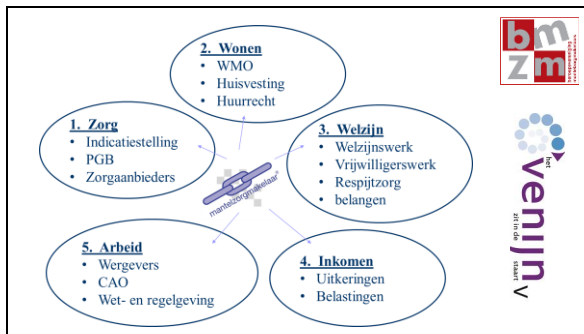 2. Wonen
• WMO
• Huisvesting
• Huurrecht
1. Zorg
• Indicatiestelling
• PGB
• Zorgaanbieders
3. Welzijn
• Welzijnswerk
• Vrijwilligerswerk
• Respijtzorg
• belangen
mantelzorgmakelaar®
5. Arbeid
• Wergevers
• CAO
• Wet- en regelgeving
4. Inkomen
• Uitkeringen
• Belastingen
bm
zm
het
venijn
zit in de
staart